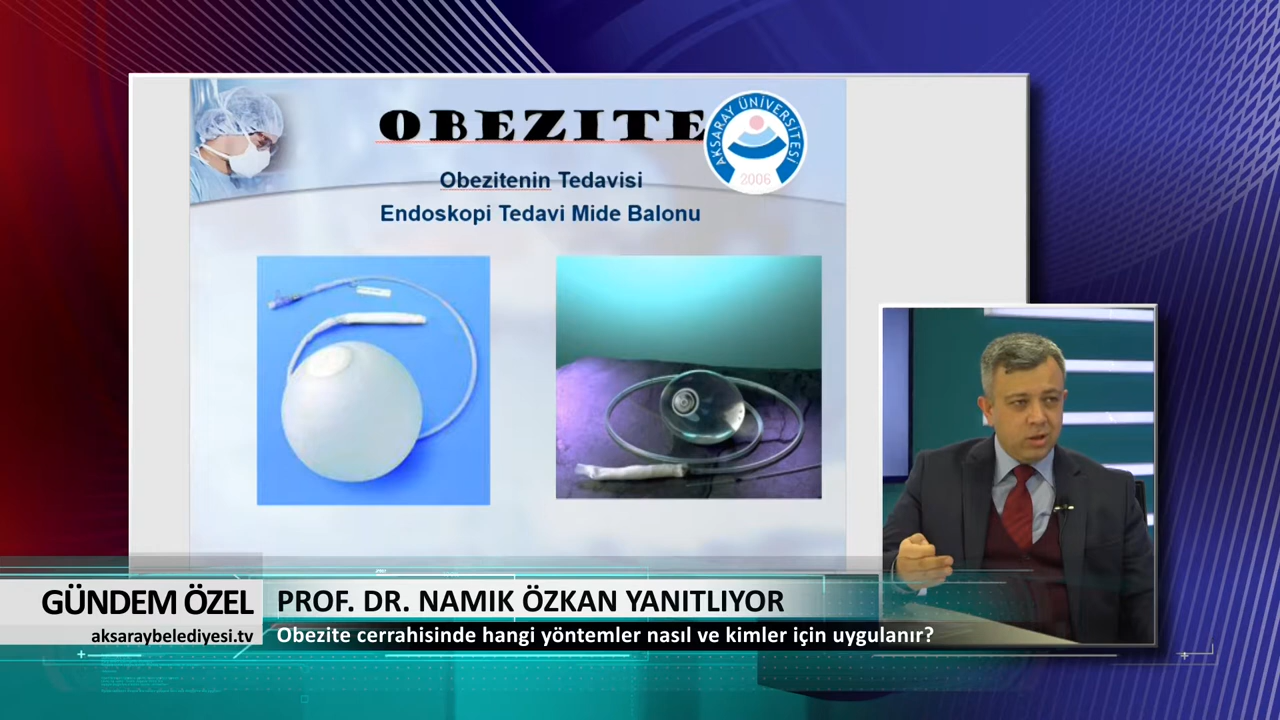 OBEZITE
AKSARAY ÜNİVERSİTESİ
2006
Obezitenin Tedavisi
Endoskopi Tedavi Mide Balonu
GÜNDEM ÖZEL
aksaraybelediyesi.tv
PROF. DR. NAMIK ÖZKAN YANITLIYOR
Obezite cerrahisinde hangi yöntemler nasıl ve kimler için uygulanır?